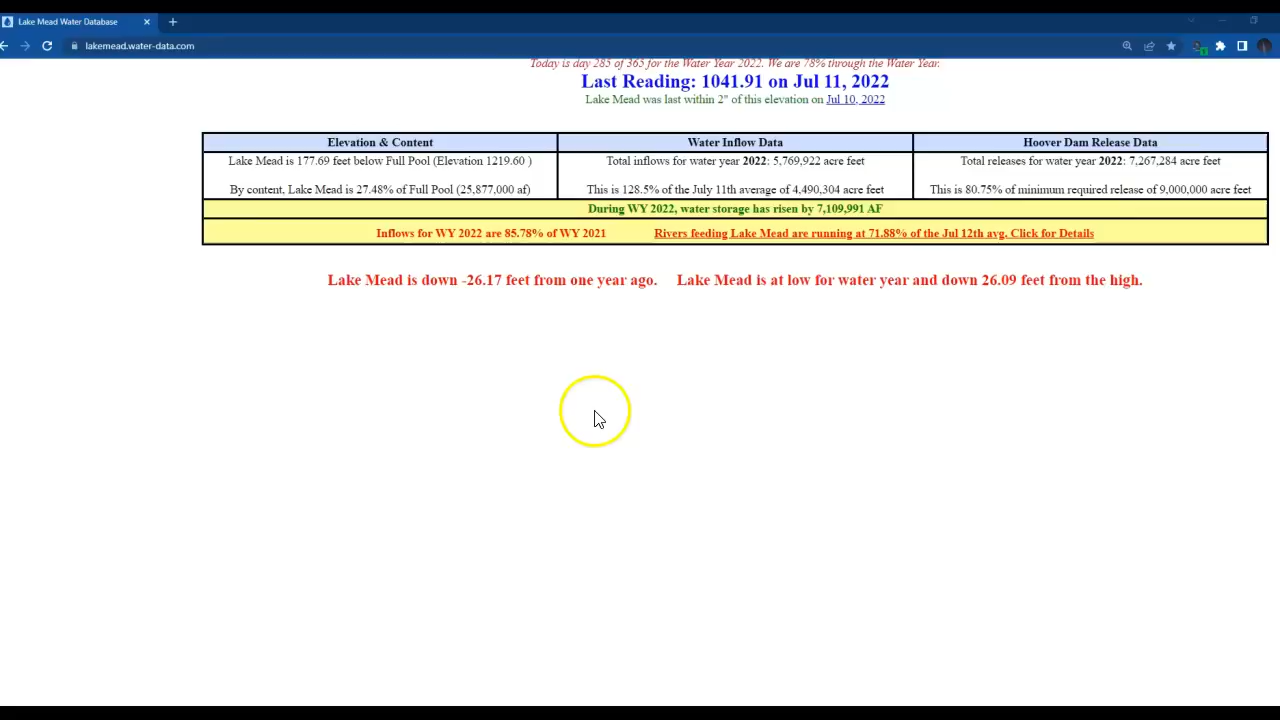 Lake Mead Water Database
lakemead.water-data.com
Today is day 285 of 365 for the Water Year 2022. We are 78% through the Water Year.
Last Reading: 1041.91 on Jul 11, 2022
Lake Mead was last within 2" of this elevation on Jul 10, 2022
Elevation & Content Water Inflow Data Hoover Dam Release Data
Lake Mead is 177.69 feet below Full Pool (Elevation 1219.60 ) Total inflows for water year 2022: 5,769,922 acre feet Total releases for water year 2022: 7,267,284 acre feet
By content, Lake Mead is 27.48% of Full Pool (25,877,000 af) This is 128.5% of the July 11th average of 4,490,304 acre feet This is 80.75% of minimum required release of 9,000,000 acre feet
During WY 2022, water storage has risen by 7,109,991 AF
Inflows for WY 2022 are 85.78% of WY 2021 Rivers feeding Lake Mead are running at 71.88% of the Jul 12th avg. Click for Details
Lake Mead is down -26.17 feet from one year ago. Lake Mead is at low for water year and down 26.09 feet from the high.